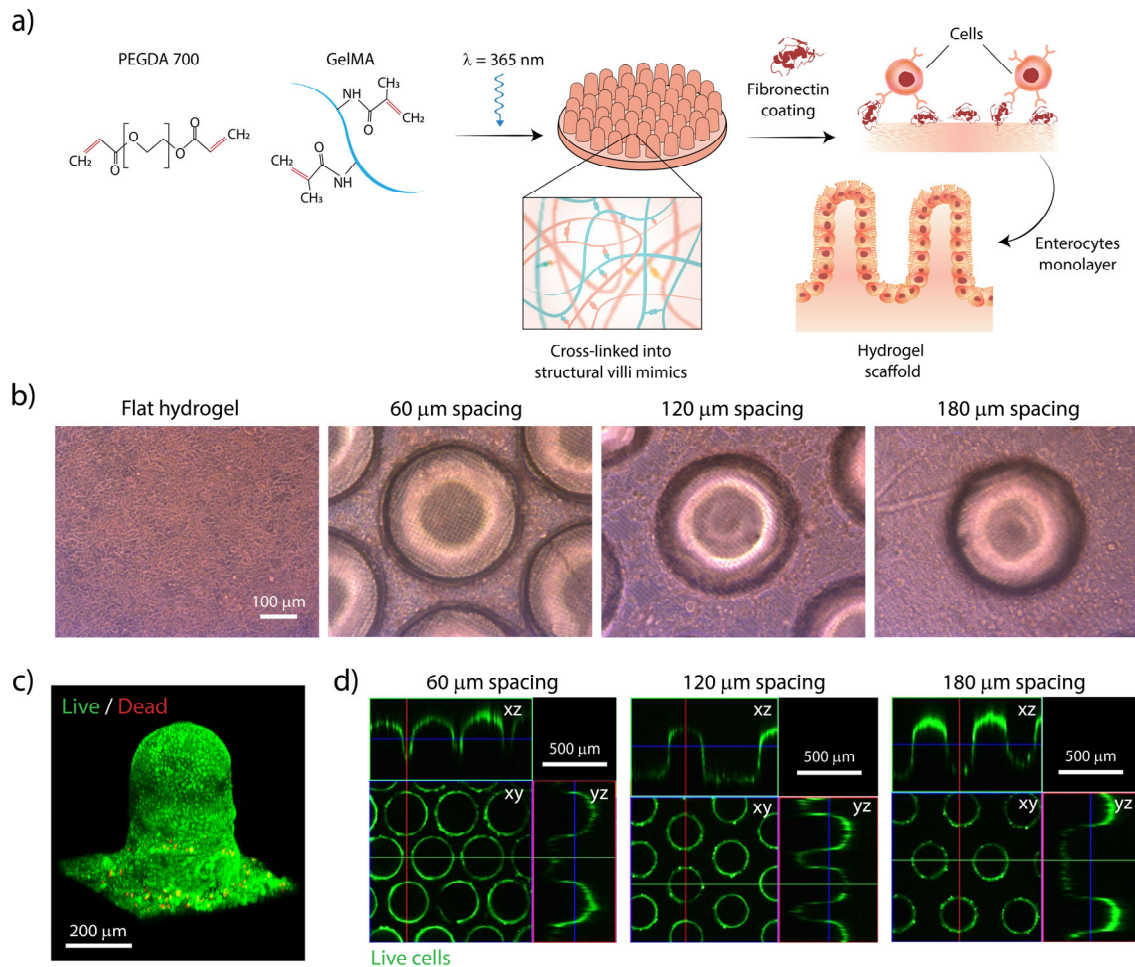 a)
PEGDA 700
GelMA
λ = 365 nm
Fibronectin
coating
Cells
CH₂
O
O
O
O
CH₂
NH
O
CH₃
CH₂
CH₂
O
CH₃
NH
Enterocytes
monolayer
Cross-linked into
structural villi mimics
Hydrogel
scaffold
b)
Flat hydrogel
60 μm spacing
120 μm spacing
180 μm spacing
100 μm
c)
Live / Dead
200 μm
d)
60 μm spacing
120 μm spacing
180 μm spacing
xz
500 μm
xy
yz
xz
500 μm
xy
yz
xz
500 μm
xy
yz
Live cells